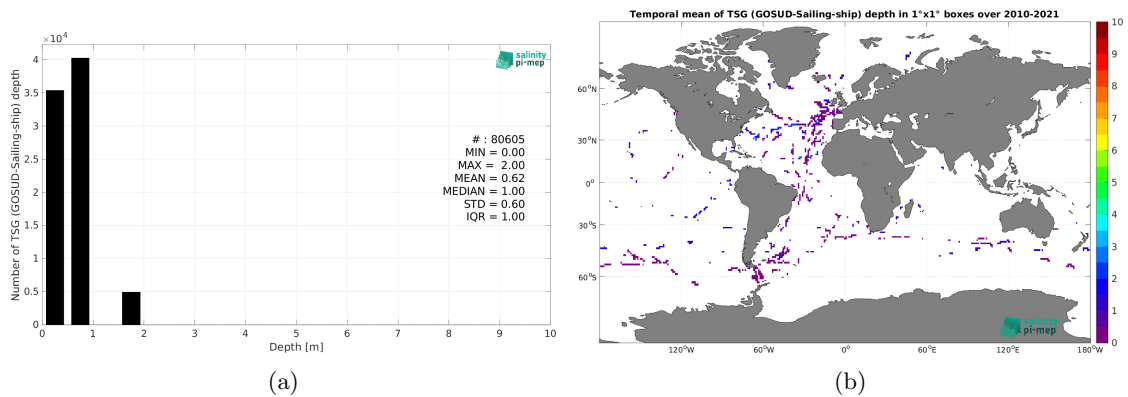 ×10⁴
4
3.5
3
2.5
2
1.5
1
0.5
0
Number of TSG (GOSUD-Sailing-ship) depth
salinity
pi-mep
# : 80605
MIN = 0.00
MAX = 2.00
MEAN = 0.62
MEDIAN = 1.00
STD = 0.60
IQR = 1.00
0 1 2 3 4 5 6 7 8 9 10
Depth [m]
(a)
Temporal mean of TSG (GOSUD-Sailing-ship) depth in 1°x1° boxes over 2010-2021
60°N
30°N
0°
30°S
60°S
120°W 60°W 0° 60°E 120°E 180°W
salinity
pi-mep
10
9
8
7
6
5
4
3
2
1
0
(b)